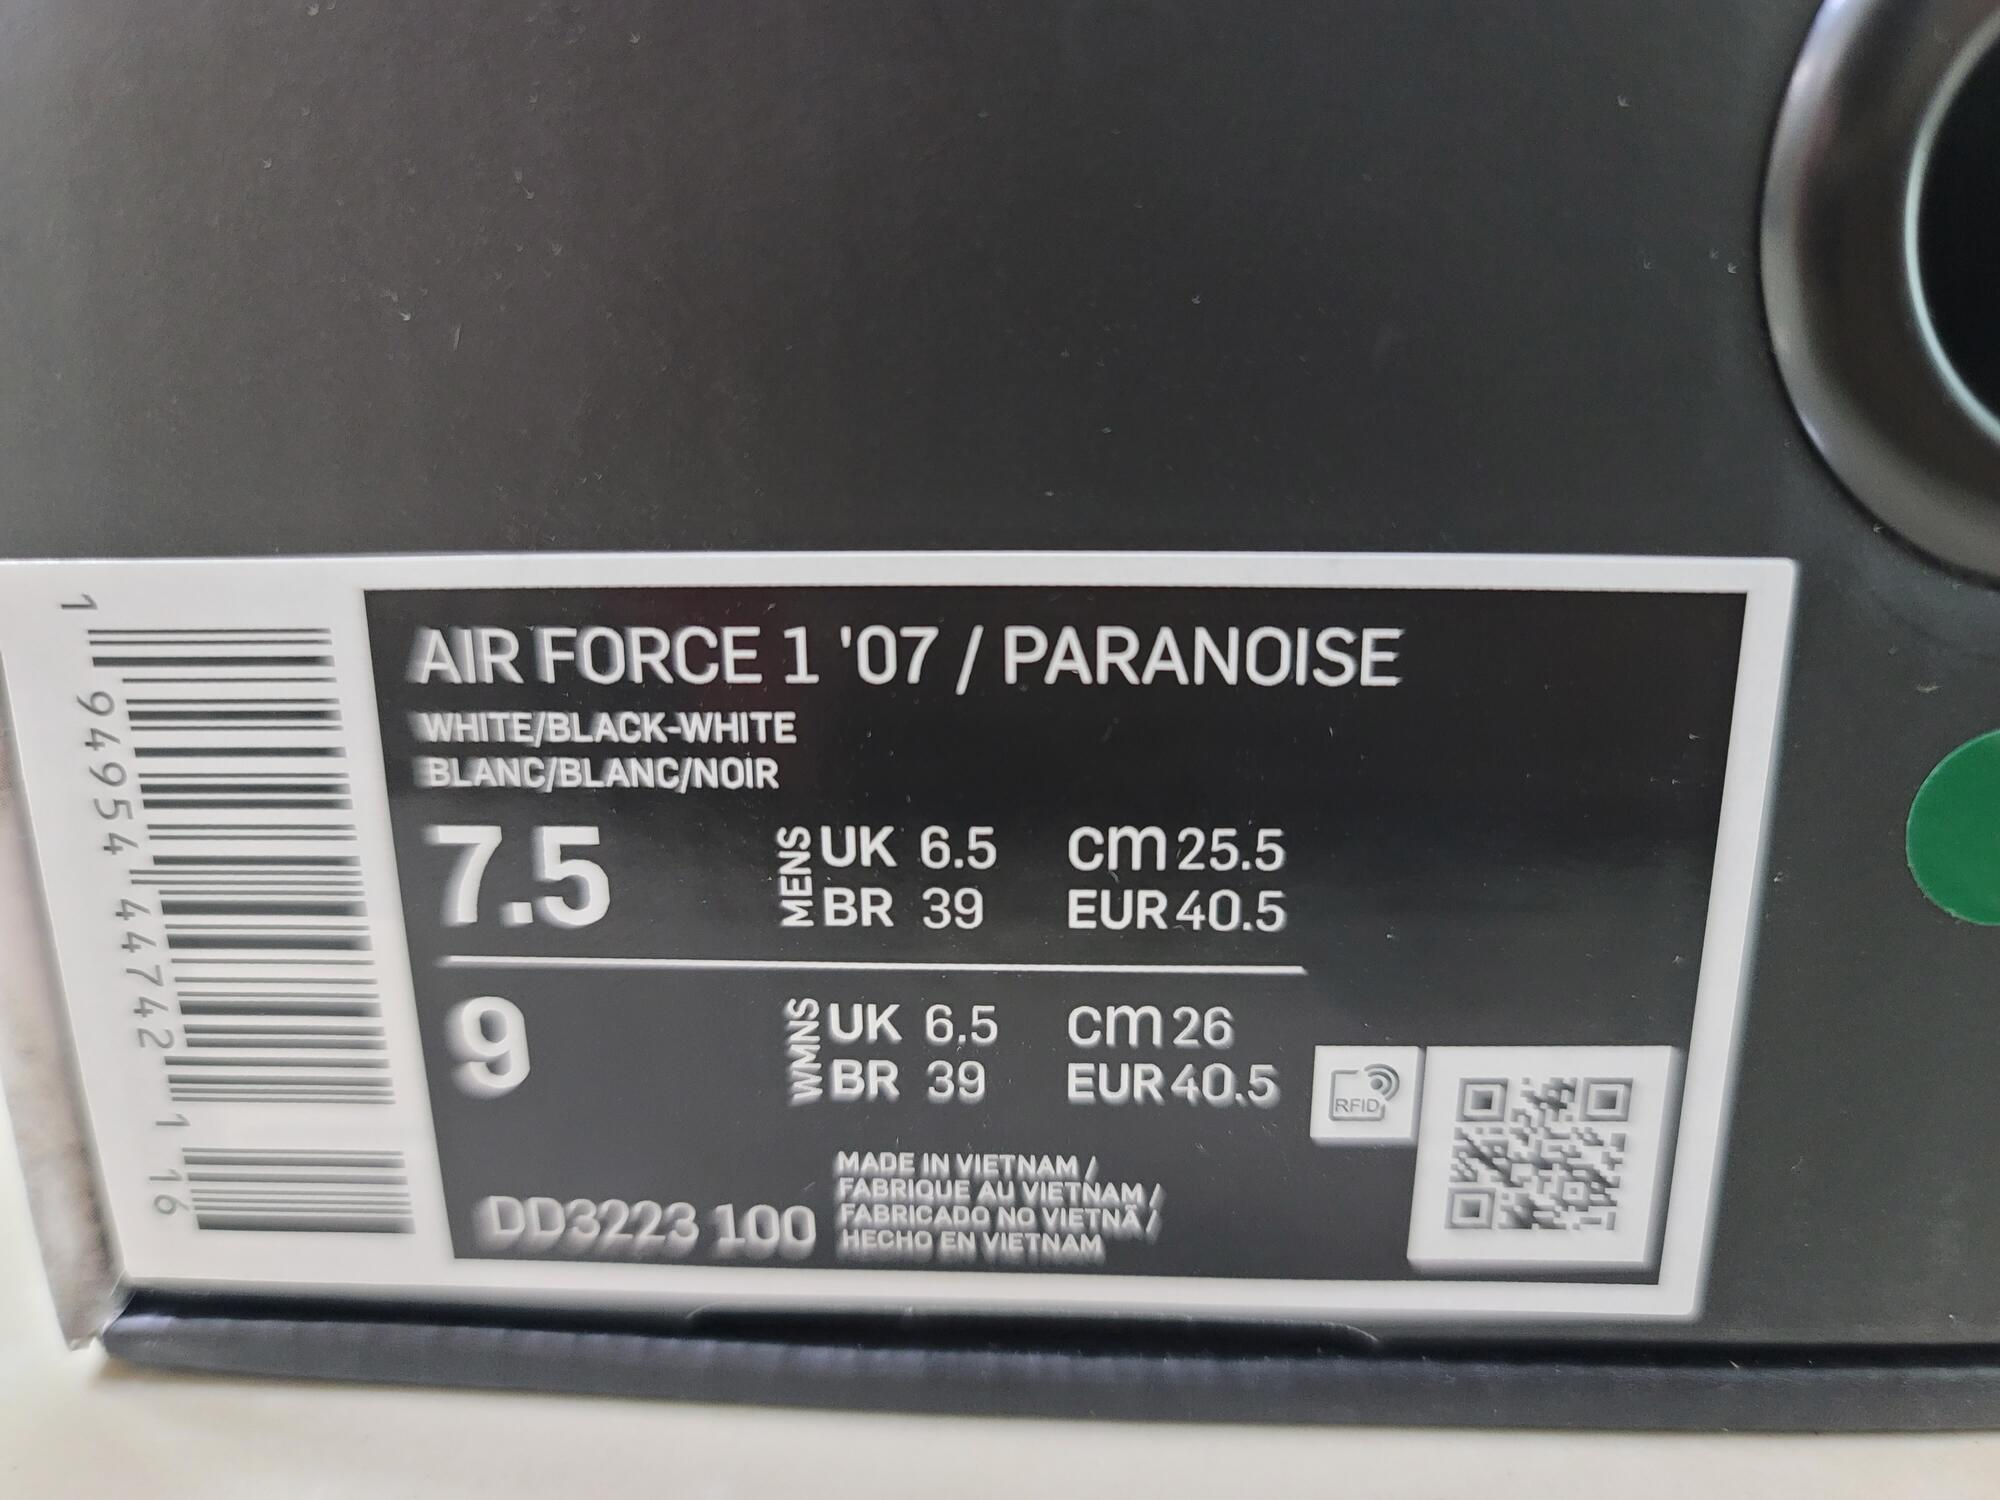 AIR FORCE 1 '07 / PARANOISE
WHITE/BLACK-WHITE
BLANC/BLANC/NOIR
7.5 MENS UK 6.5 cm 25.5
BR 39 EUR 40.5
9 WMNS UK 6.5 cm 26
BR 39 EUR 40.5
RFID
DD3223 100
MADE IN VIETNAM /
FABRIQUE AU VIETNAM /
FABRICADO NO VIETNÃ /
HECHO EN VIETNAM
1 94954 44742 1 16